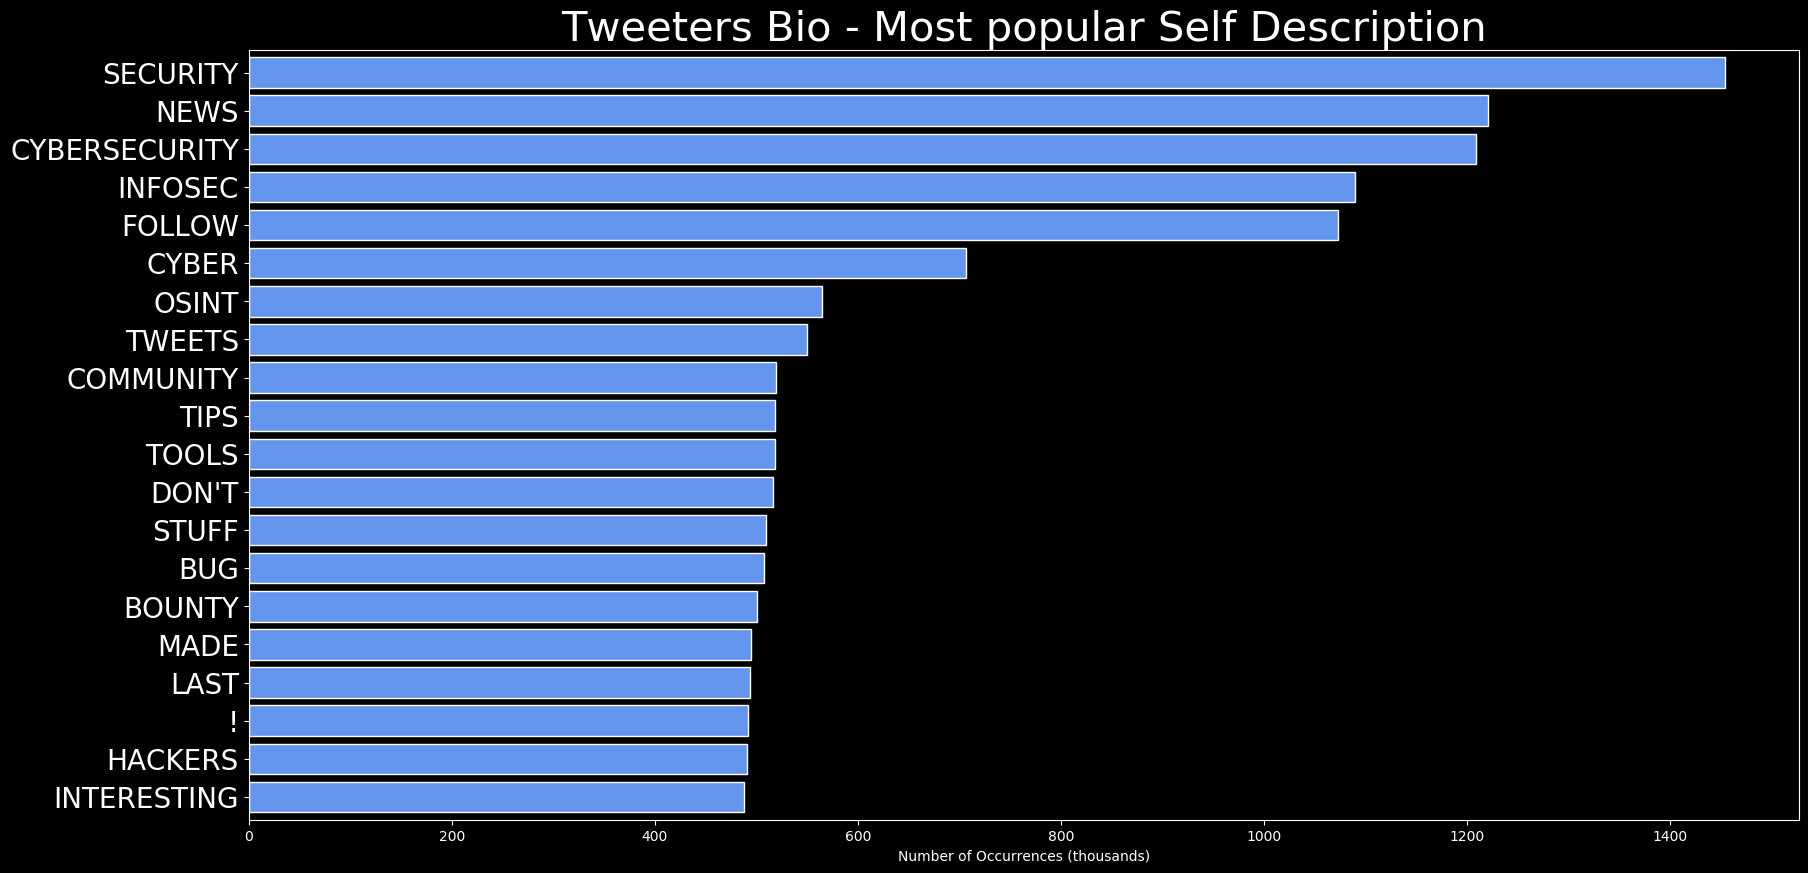 Tweeters Bio - Most popular Self Description
SECURITY
NEWS
CYBERSECURITY
INFOSEC
FOLLOW
CYBER
OSINT
TWEETS
COMMUNITY
TIPS
TOOLS
DON'T
STUFF
BUG
BOUNTY
MADE
LAST
!
HACKERS
INTERESTING
0 200 400 600 800 1000 1200 1400
Number of Occurrences (thousands)